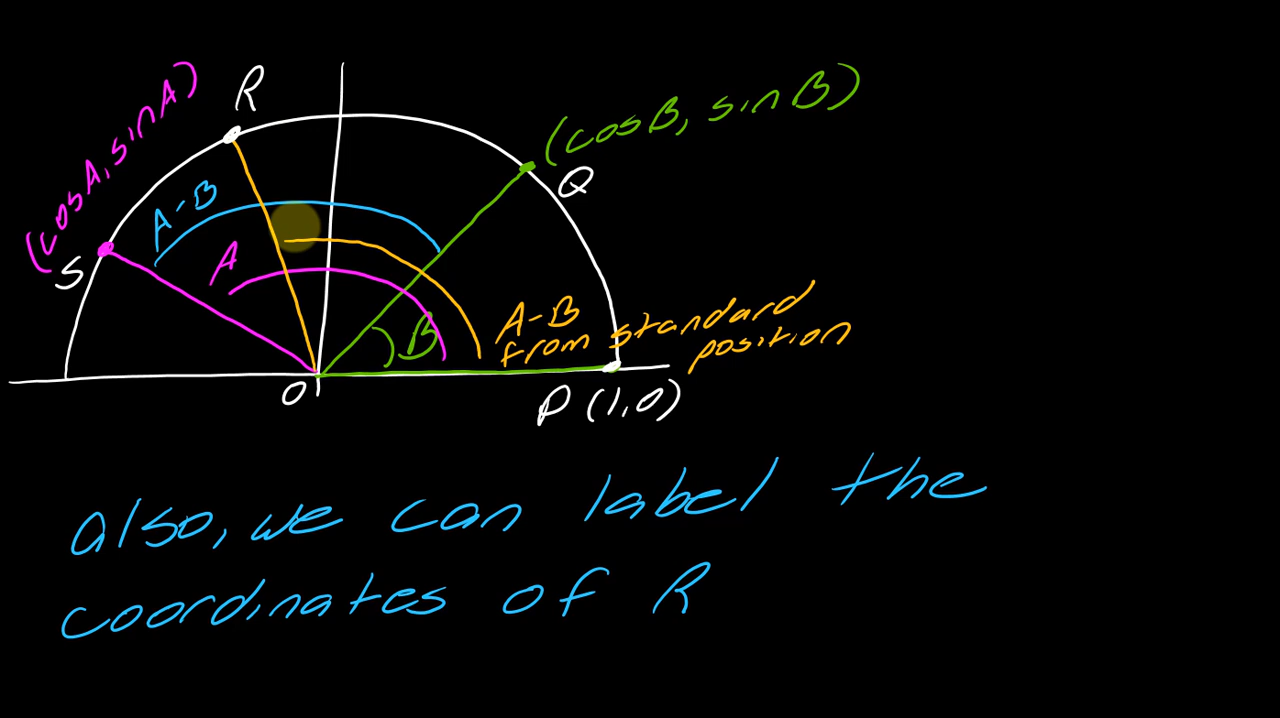 R
(cosA, sinA)
(cosB, sinB)
Q
A-B
S
A
B
A-B
from standard
position
O
P (1,0)
also, we can label the
coordinates of R